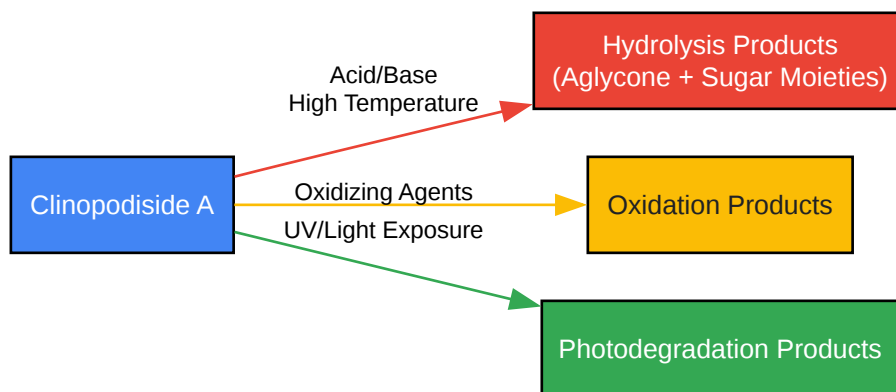 Clinopodiside A
Acid/Base
High Temperature
Hydrolysis Products
(Aglycone + Sugar Moieties)
Oxidizing Agents
Oxidation Products
UV/Light Exposure
Photodegradation Products